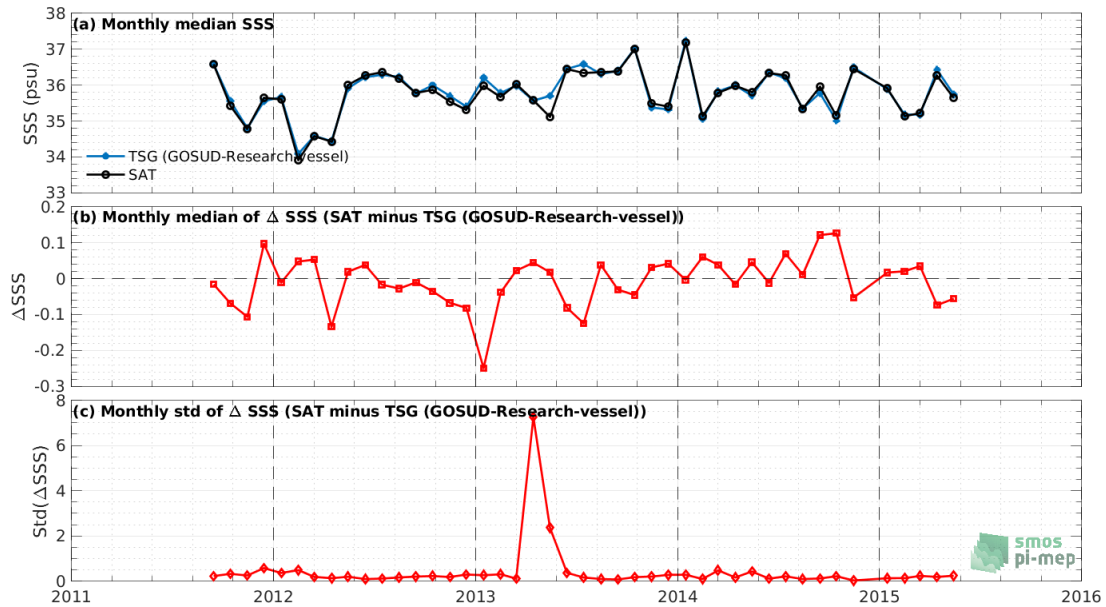 (a) Monthly median SSS
38
37
36
35
34
33
SSS (psu)
TSG (GOSUD-Research-vessel)
SAT
(b) Monthly median of Δ SSS (SAT minus TSG (GOSUD-Research-vessel))
0.2
0.1
0
-0.1
-0.2
-0.3
ΔSSS
(c) Monthly std of Δ SSS (SAT minus TSG (GOSUD-Research-vessel))
8
6
4
2
0
Std(ΔSSS)
smos
pi-mep
2011 2012 2013 2014 2015 2016